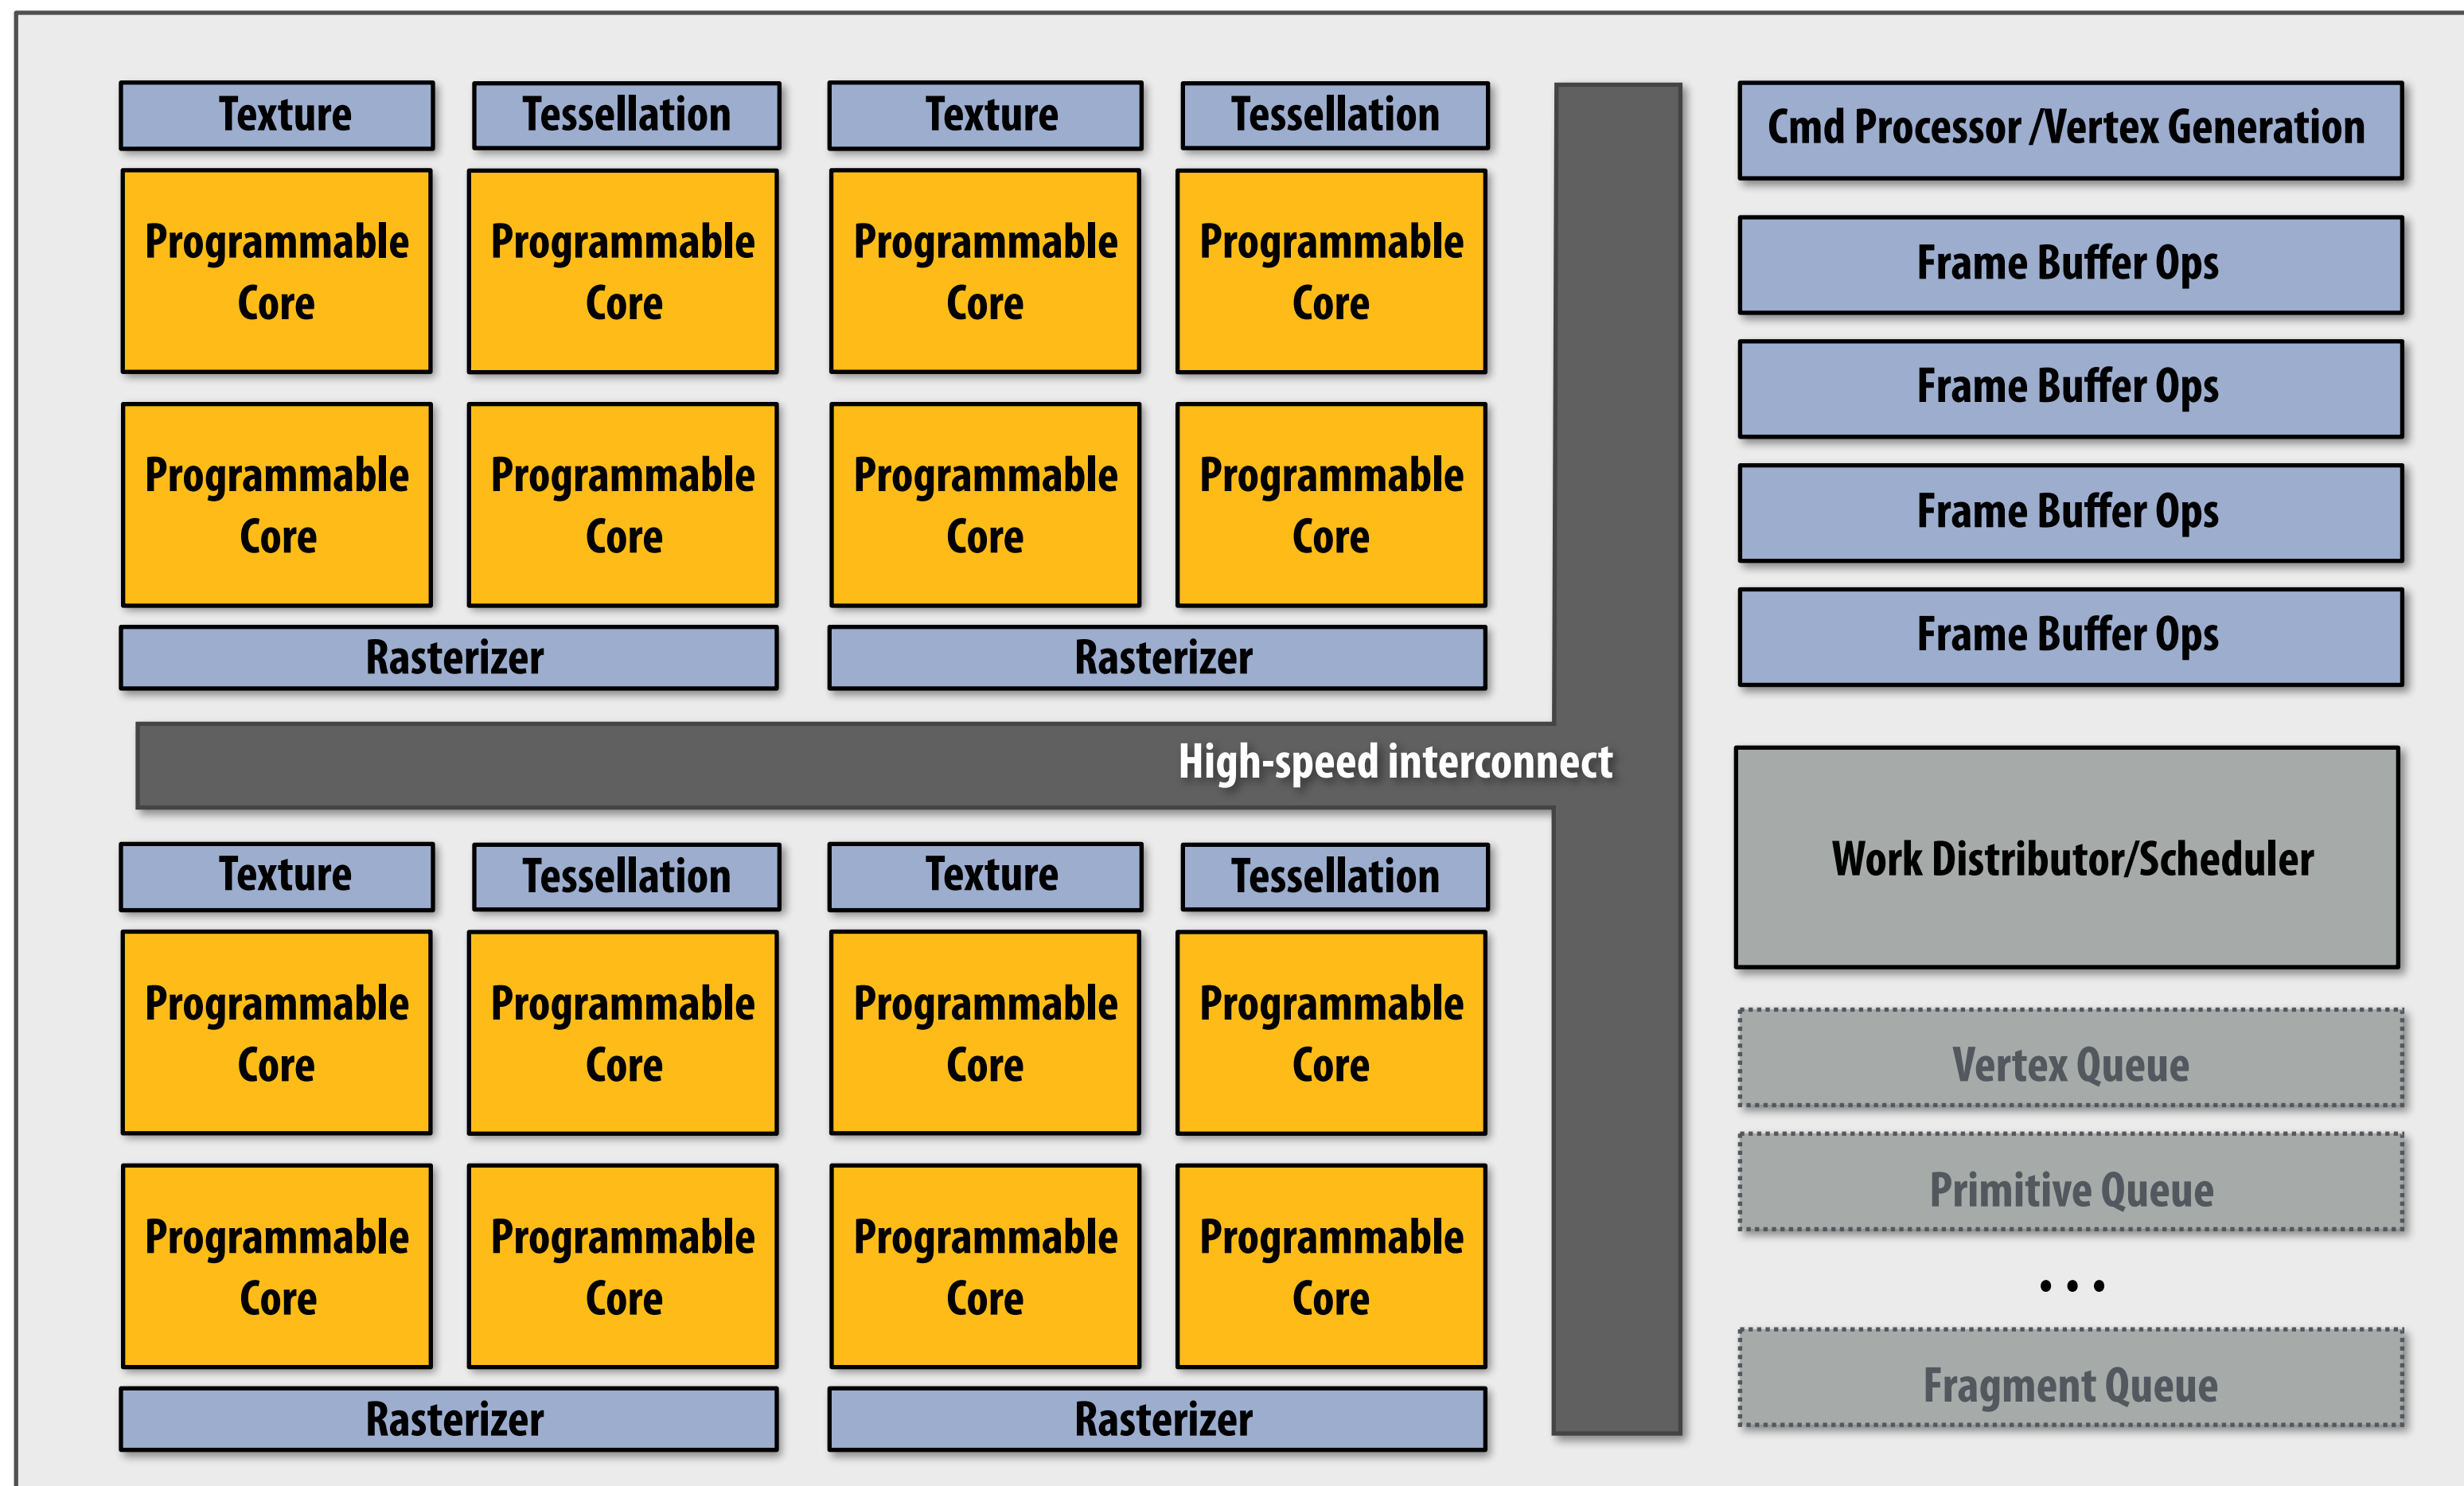 Texture
Tessellation
Texture
Tessellation
Programmable
Core
Programmable
Core
Programmable
Core
Programmable
Core
Programmable
Core
Programmable
Core
Programmable
Core
Programmable
Core
Rasterizer
Rasterizer
High-speed interconnect
Texture
Tessellation
Texture
Tessellation
Programmable
Core
Programmable
Core
Programmable
Core
Programmable
Core
Programmable
Core
Programmable
Core
Programmable
Core
Programmable
Core
Rasterizer
Rasterizer
Cmd Processor /Vertex Generation
Frame Buffer Ops
Frame Buffer Ops
Frame Buffer Ops
Frame Buffer Ops
Work Distributor/Scheduler
Vertex Queue
Primitive Queue
. . .
Fragment Queue